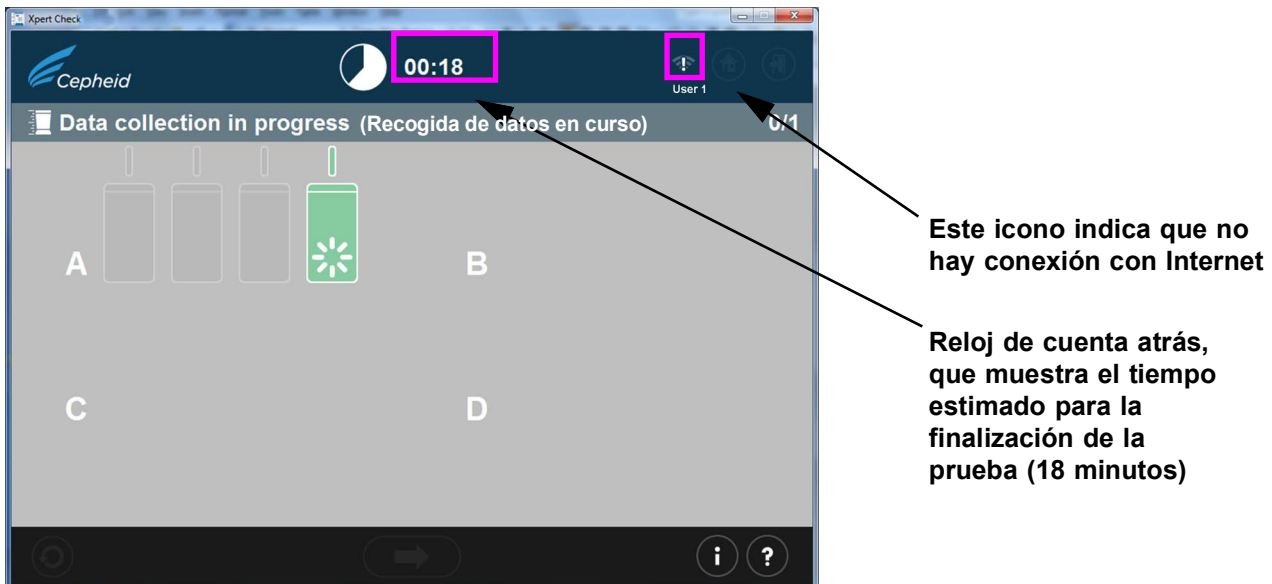 Xpert Check
Cepheid
00:18
User 1
Data collection in progress (Recogida de datos en curso)
0/1
A
B
C
D
i
?
Este icono indica que no
hay conexión con Internet
Reloj de cuenta atrás,
que muestra el tiempo
estimado para la
finalización de la
prueba (18 minutos)